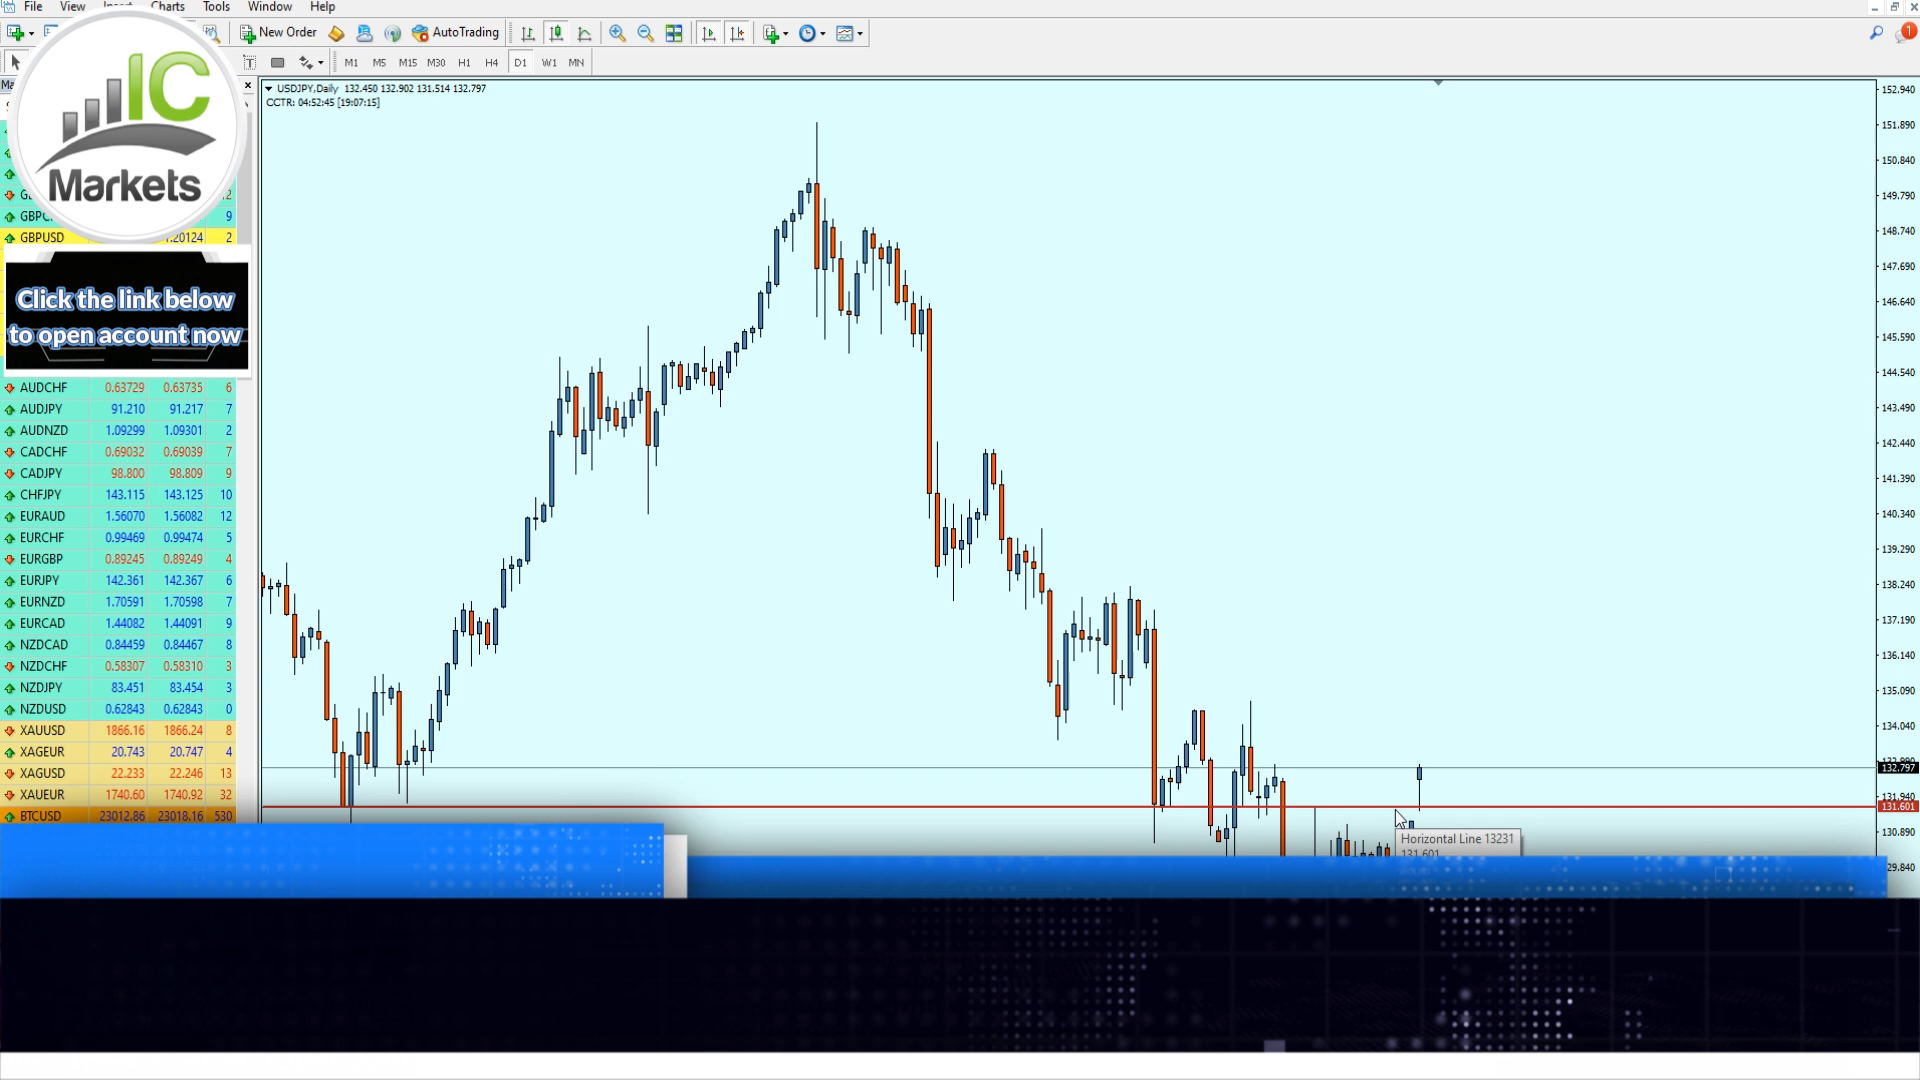 File View Charts Tools Window Help
New Order AutoTrading 1
T M1 M5 M15 M30 H1 H4 D1 W1 MN
IC
Markets
Click the link below
to open account now
USDJPY,Daily 132.450 132.902 131.514 132.797
CCTR: 04:52:45 [19:07:15]
9
GBPUSD 2
AUDCHF 0.63729 0.63735 6
AUDJPY 91.210 91.217 7
AUDNZD 1.09299 1.09301 2
CADCHF 0.69032 0.69039 7
CADJPY 98.800 98.809 9
CHFJPY 143.115 143.125 10
EURAUD 1.56070 1.56082 12
EURCHF 0.99469 0.99474 5
EURGBP 0.89245 0.89249 4
EURJPY 142.361 142.367 6
EURNZD 1.70591 1.70598 7
EURCAD 1.44082 1.44091 9
NZDCAD 0.84459 0.84467 8
NZDCHF 0.58307 0.58310 3
NZDJPY 83.451 83.454 3
NZDUSD 0.62843 0.62843 0
XAUUSD 1866.16 1866.24 8
XAGEUR 20.743 20.747 4
XAGUSD 22.233 22.246 13
XAUEUR 1740.60 1740.92 32
BTCUSD 23012.86 23018.16 530
152.940
151.890
150.840
149.790
148.740
147.690
146.640
145.590
144.540
143.490
142.440
141.390
140.340
139.290
138.240
137.190
136.140
135.090
134.040
132.797
131.940
131.601
130.890
29.840
Horizontal Line 13231
131.601